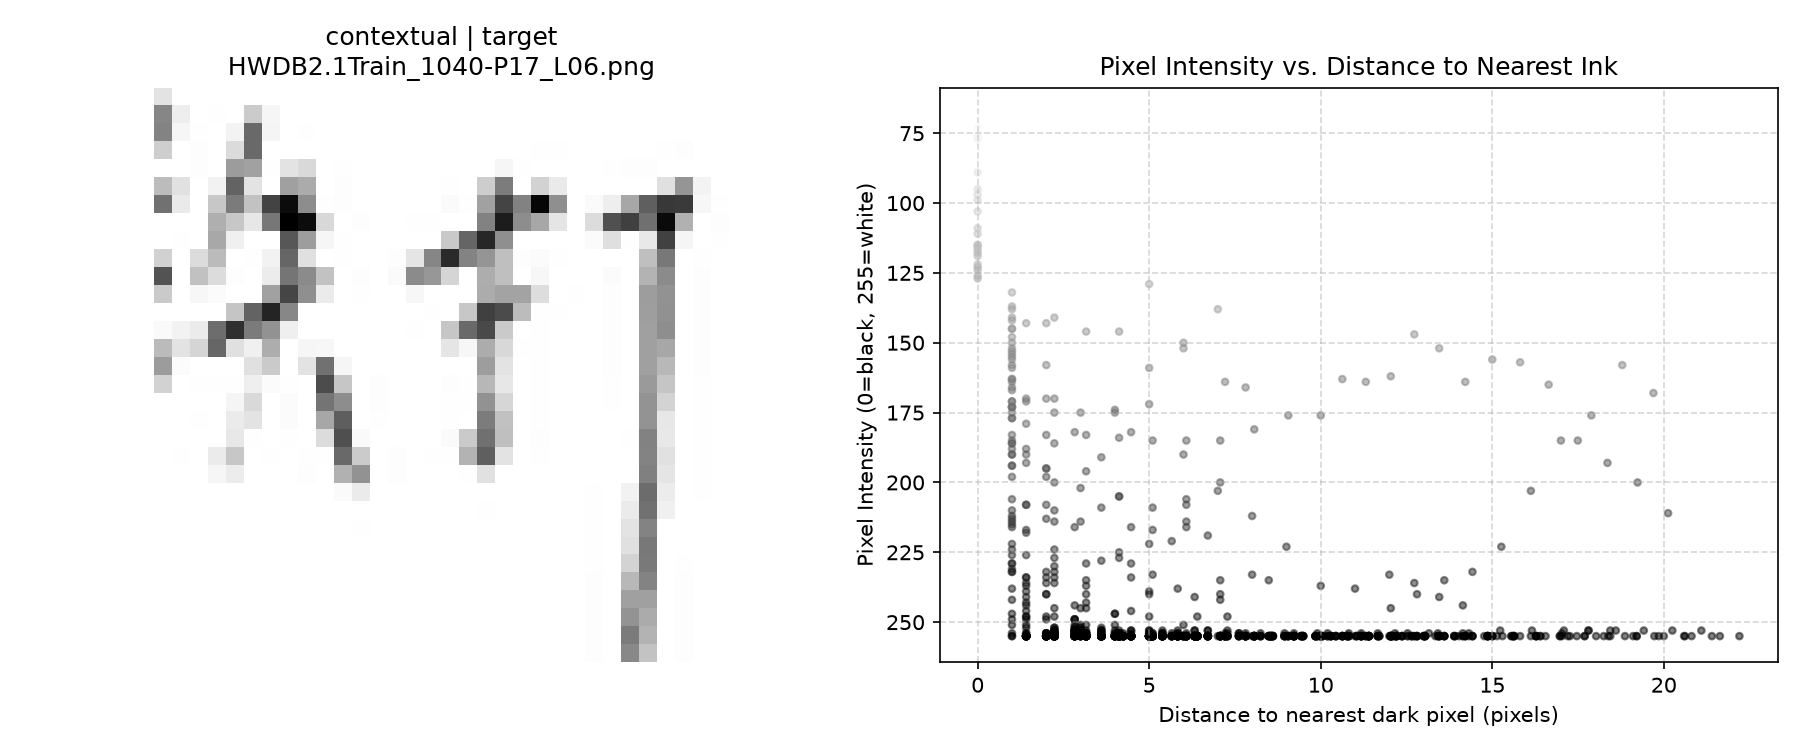 contextual | target
HWDB2.1Train_1040-P17_L06.png
打
Pixel Intensity vs. Distance to Nearest Ink
Pixel Intensity (0=black, 255=white)
75
100
125
150
175
200
225
250
0 5 10 15 20
Distance to nearest dark pixel (pixels)